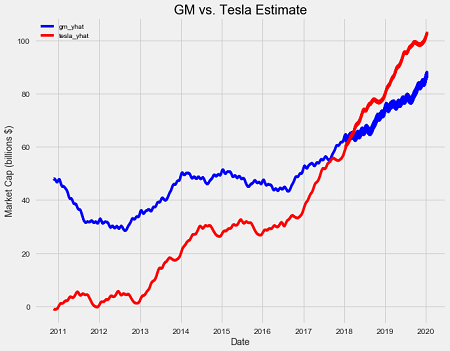 GM vs. Tesla Estimate
gm_yhat
tesla_yhat
Market Cap (billions $)
100
80
60
40
20
0
2011 2012 2013 2014 2015 2016 2017 2018 2019 2020
Date